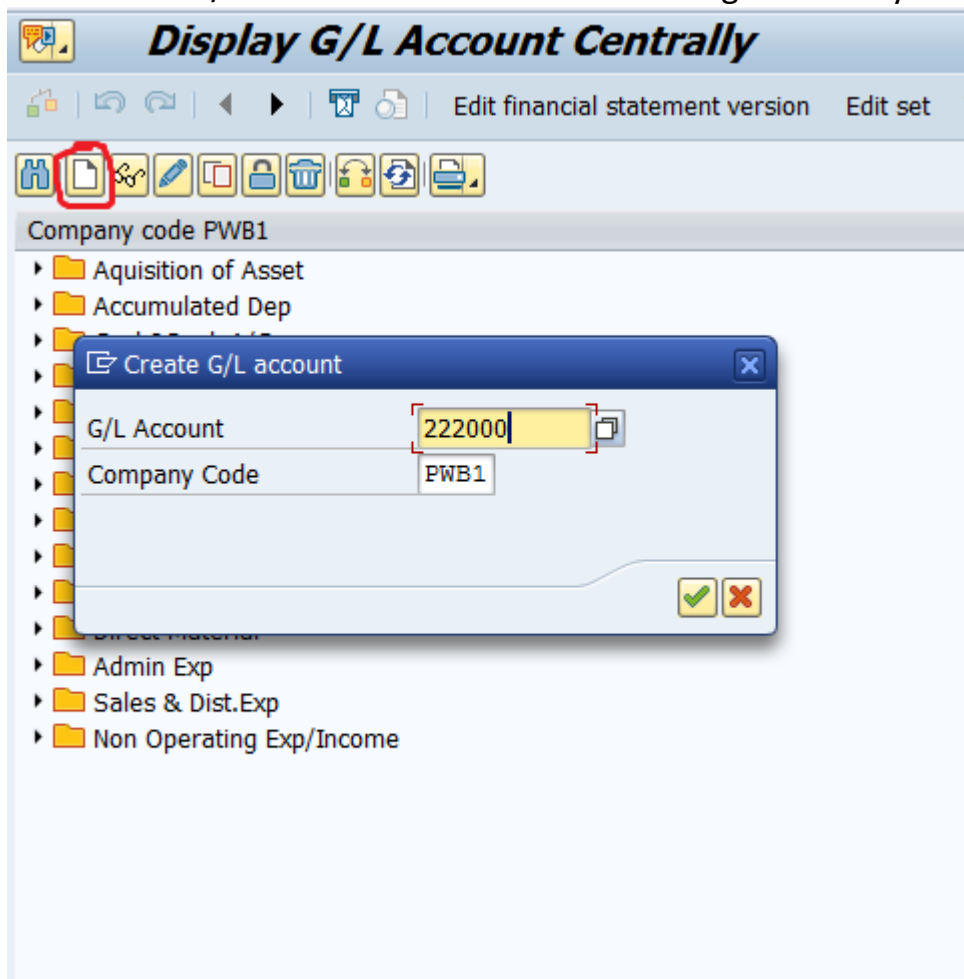 Display G/L Account Centrally
Edit financial statement version Edit set
Company code PWB1
Aquisition of Asset
Accumulated Dep
Create G/L account
G/L Account 222000
Company Code PWB1
Admin Exp
Sales & Dist.Exp
Non Operating Exp/Income